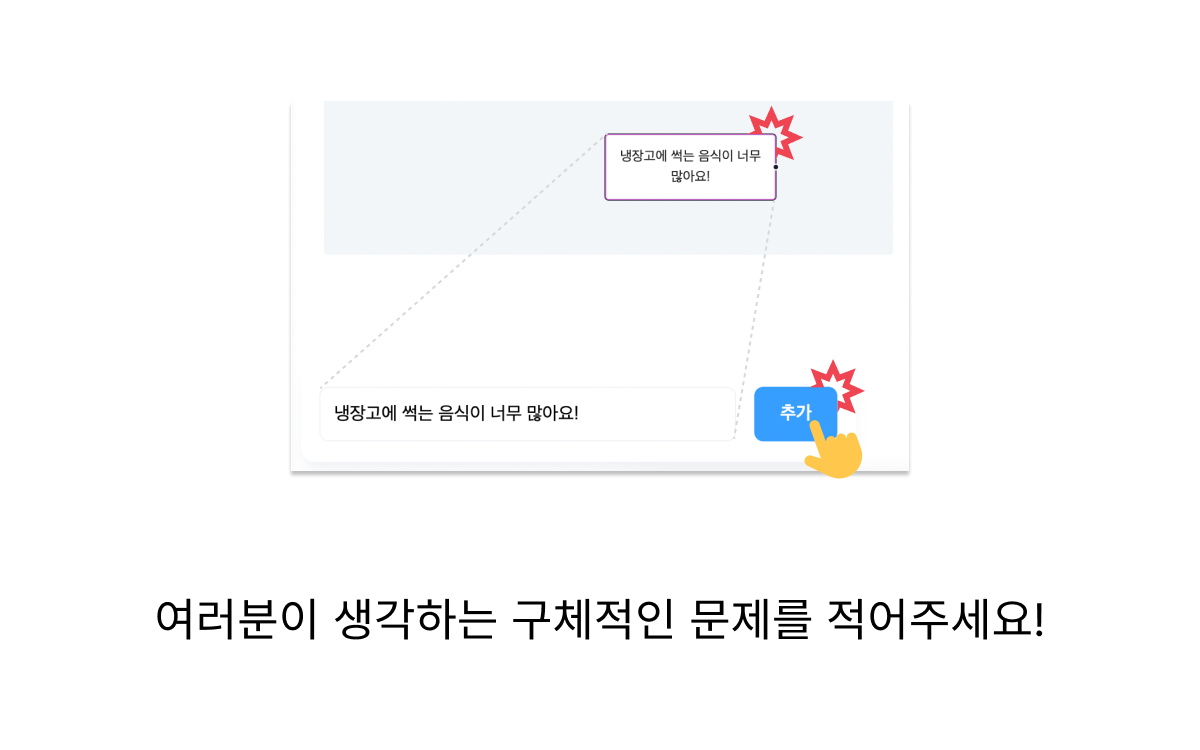 냉장고에 썩는 음식이 너무
많아요!
냉장고에 썩는 음식이 너무 많아요!
추가
여러분이 생각하는 구체적인 문제를 적어주세요!